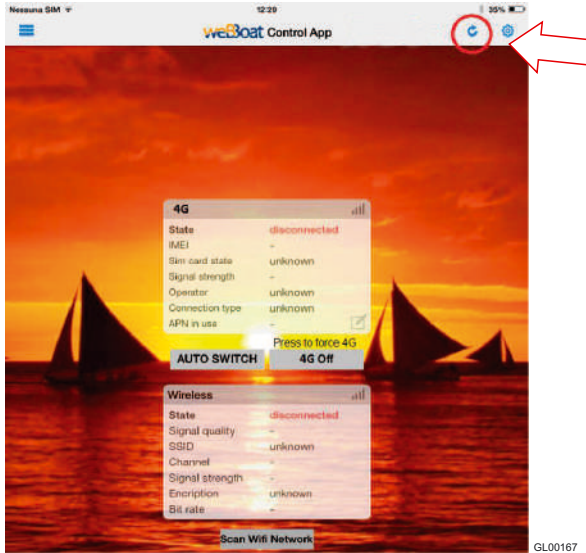 Nessuna SIM 12:29 35%
weBBoat Control App
4G
State disconnected
IMEI -
Sim card state unknown
Signal strength -
Operator unknown
Connection type unknown
APN in use -
Press to force 4G
AUTO SWITCH 4G Off
Wireless
State disconnected
Signal quality -
SSID unknown
Channel -
Signal strength -
Encription unknown
Bit rate -
Scan Wifi Network
GL00167